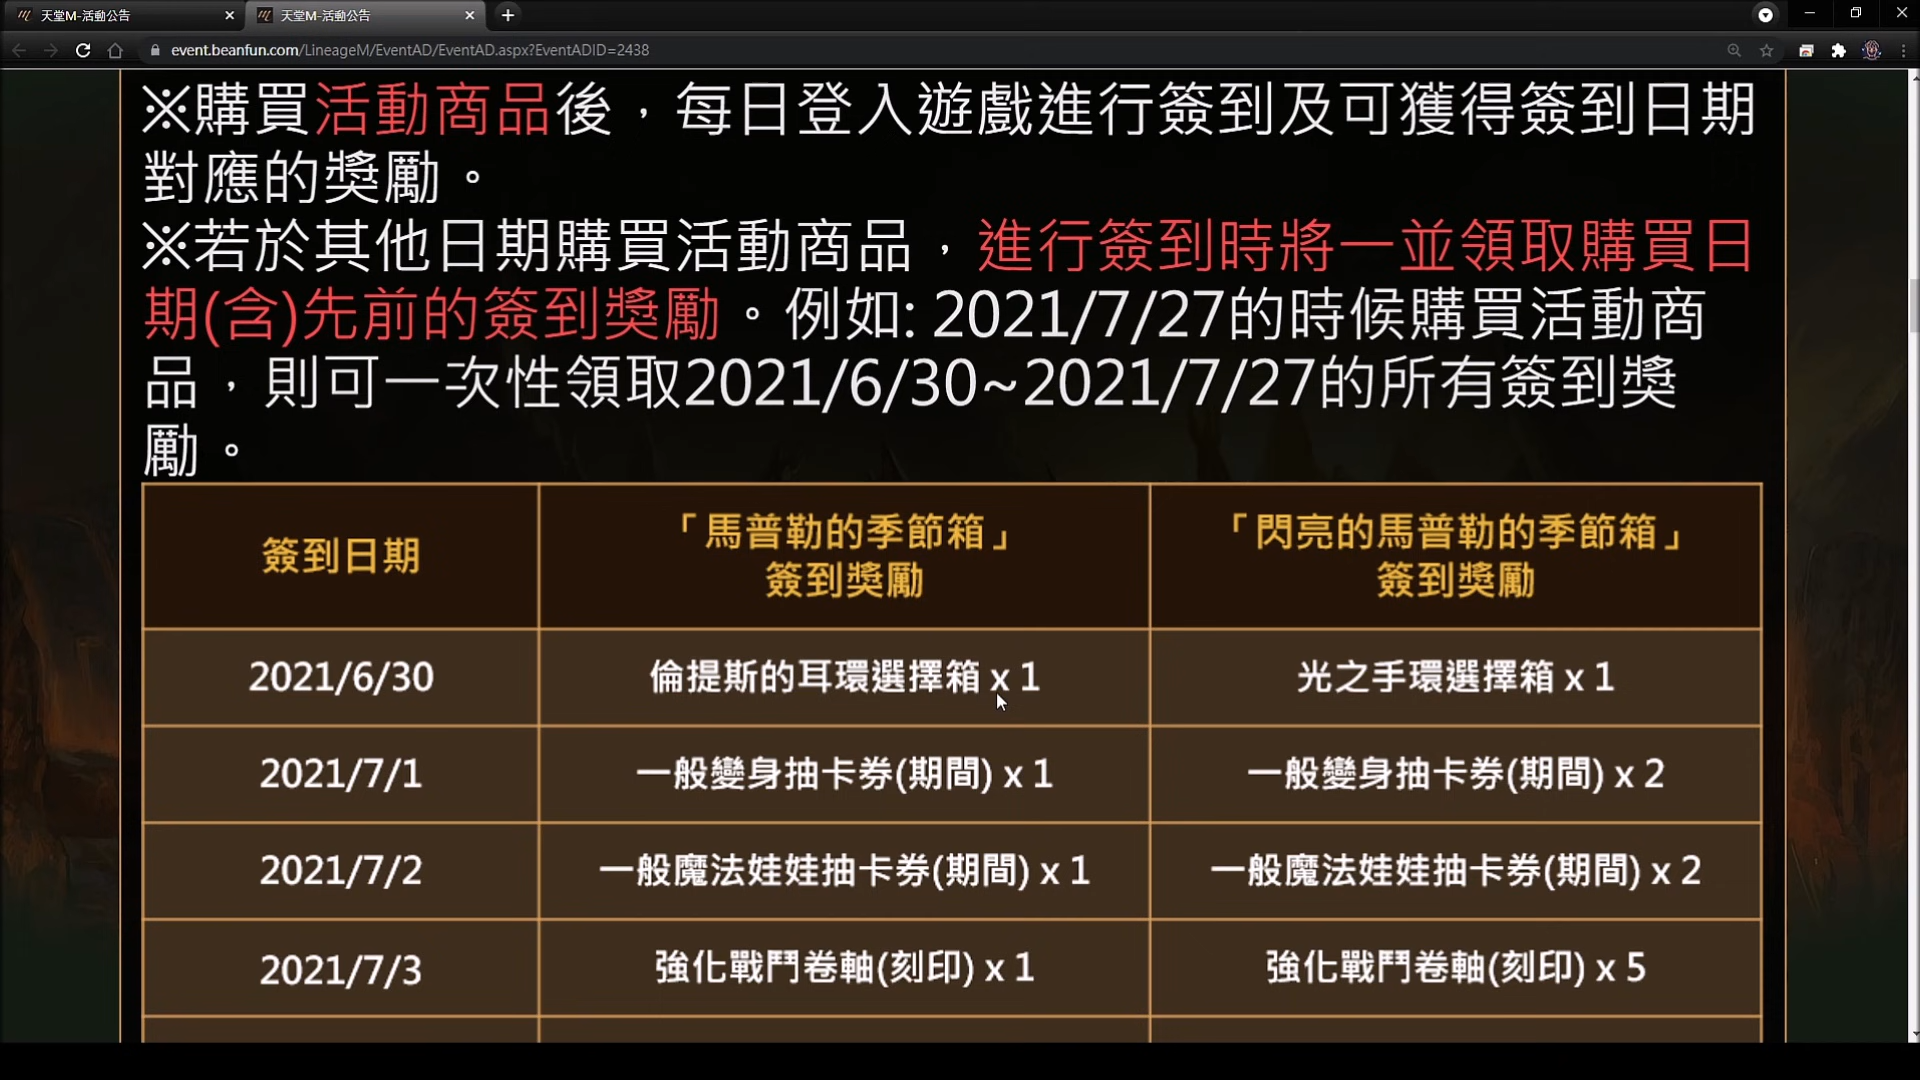 天堂M-活動公告
天堂M-活動公告
event.beanfun.com/LineageM/EventAD/EventAD.aspx?EventADID=2438
※購買活動商品後，每日登入遊戲進行簽到及可獲得簽到日期
對應的獎勵。
※若於其他日期購買活動商品，進行簽到時將一並領取購買日
期(含)先前的簽到獎勵。例如: 2021/7/27的時候購買活動商
品，則可一次性領取2021/6/30~2021/7/27的所有簽到獎
勵。
簽到日期
「馬普勒的季節箱」
簽到獎勵
「閃亮的馬普勒的季節箱」
簽到獎勵
2021/6/30
倫提斯的耳環選擇箱 x 1
光之手環選擇箱 x 1
2021/7/1
一般變身抽卡券(期間) x 1
一般變身抽卡券(期間) x 2
2021/7/2
一般魔法娃娃抽卡券(期間) x 1
一般魔法娃娃抽卡券(期間) x 2
2021/7/3
強化戰鬥卷軸(刻印) x 1
強化戰鬥卷軸(刻印) x 5